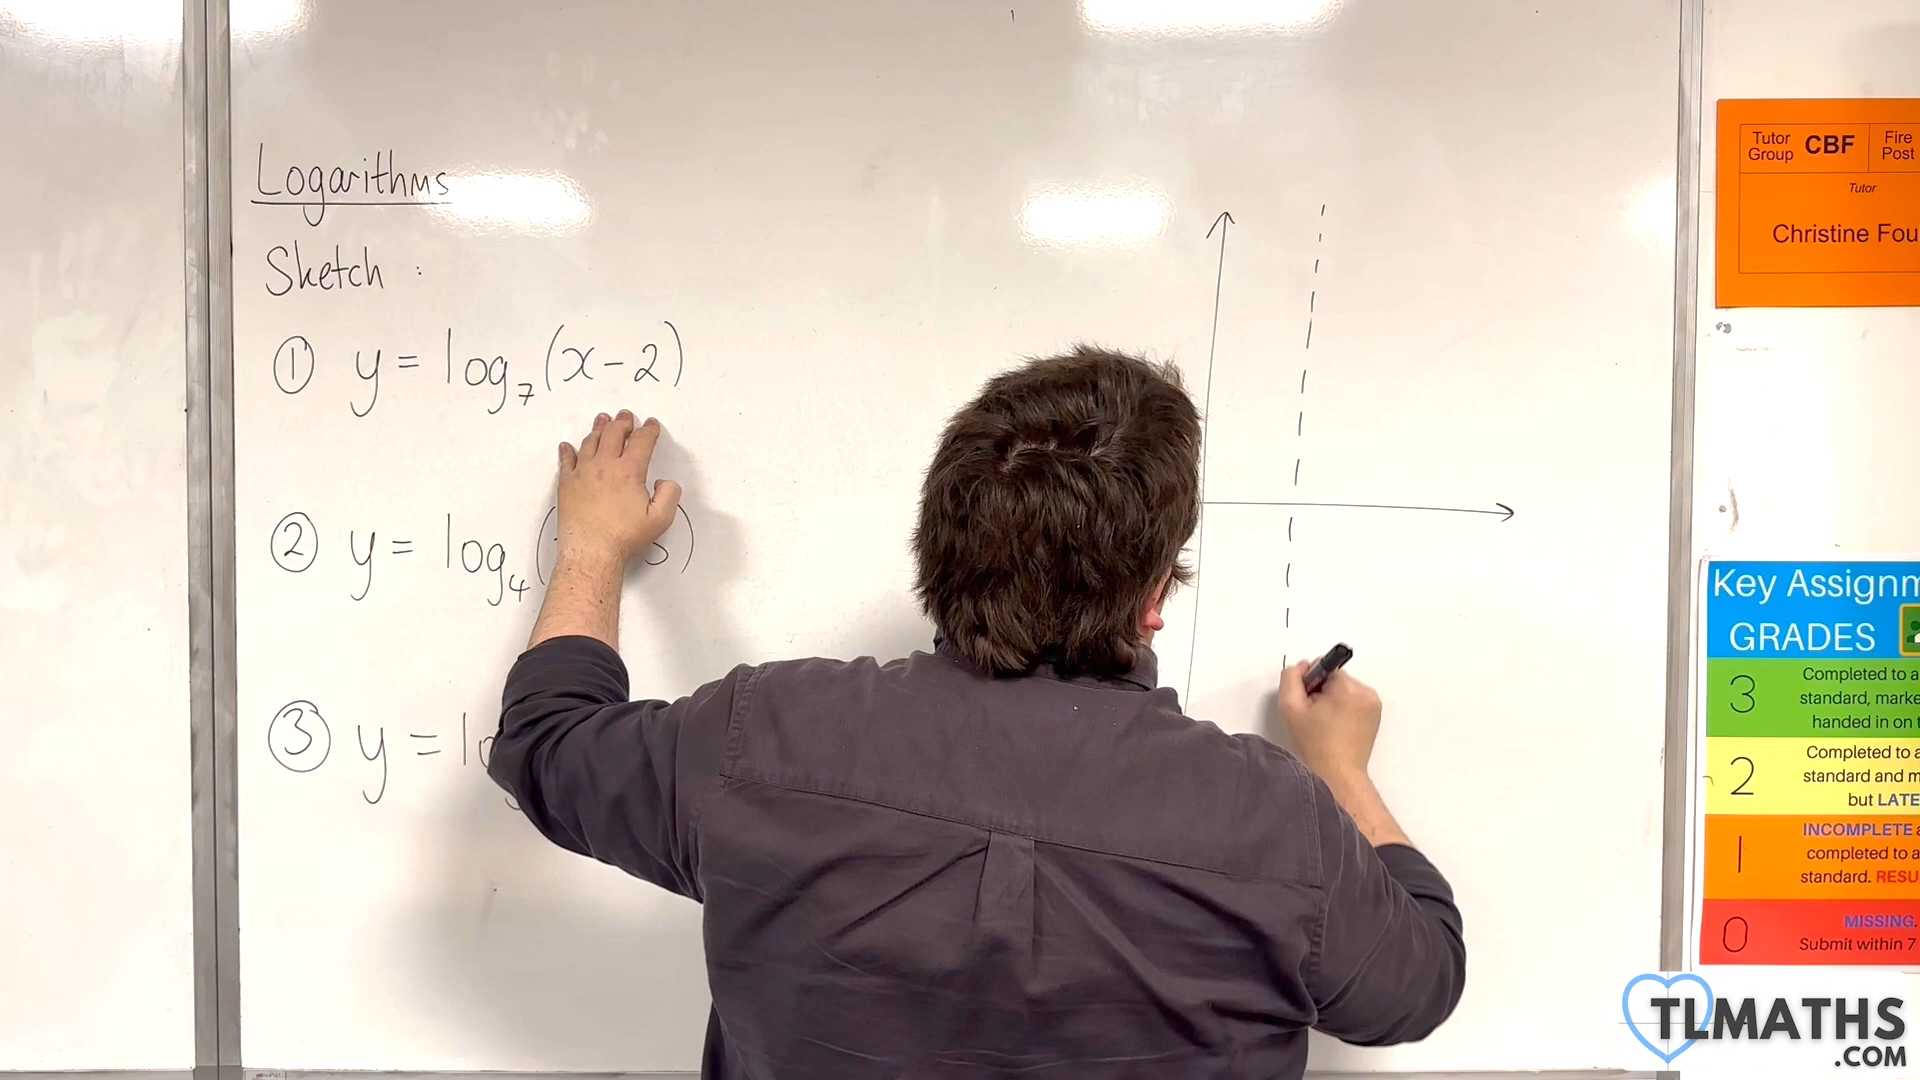 Logarithms
Sketch :
① y = log₇(x-2)
② y = log₄(
③ y =
Tutor Group CBF Fire Post
Tutor
Christine Fou
Key Assignm
GRADES
3 Completed to a
standard, marke
handed in on t
2 Completed to a
standard and m
but LATE
1 INCOMPLETE a
completed to a
standard. RESU
0 MISSING.
Submit within 7
TLMATHS
.COM